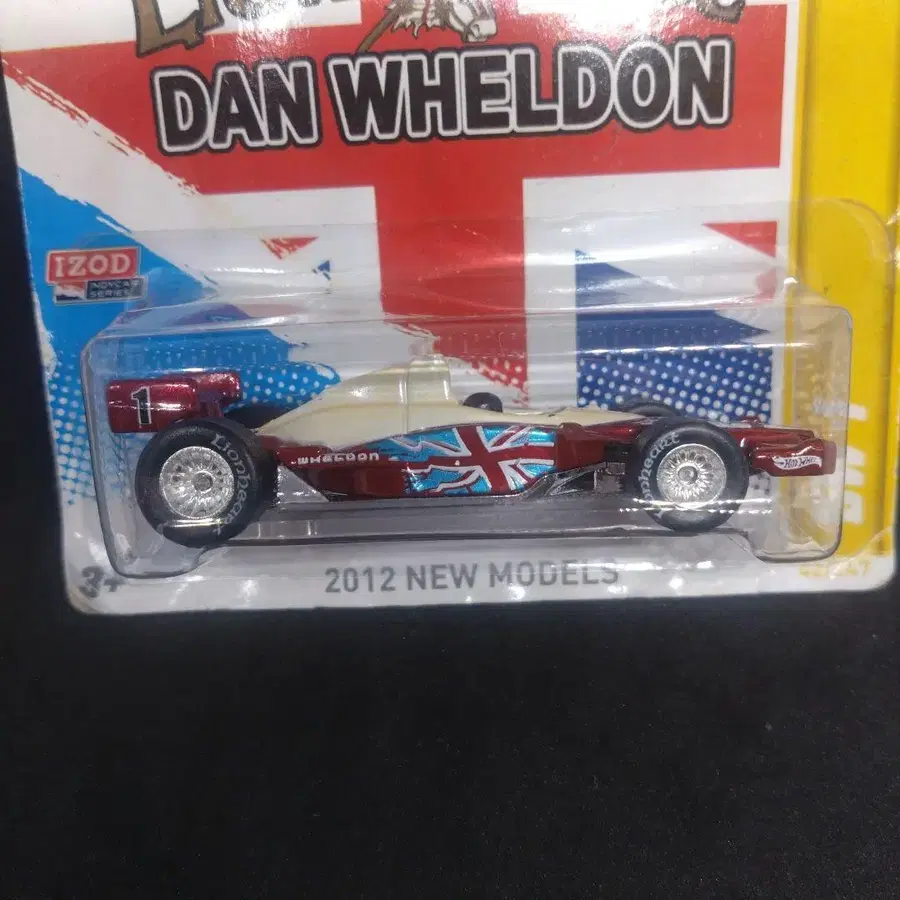 DAN WHELDON
IZOD
INDYCAR
SERIES
1
Lionheart
WHELDON
Lionheart
Hot Wheels
3+
2012 NEW MODELS